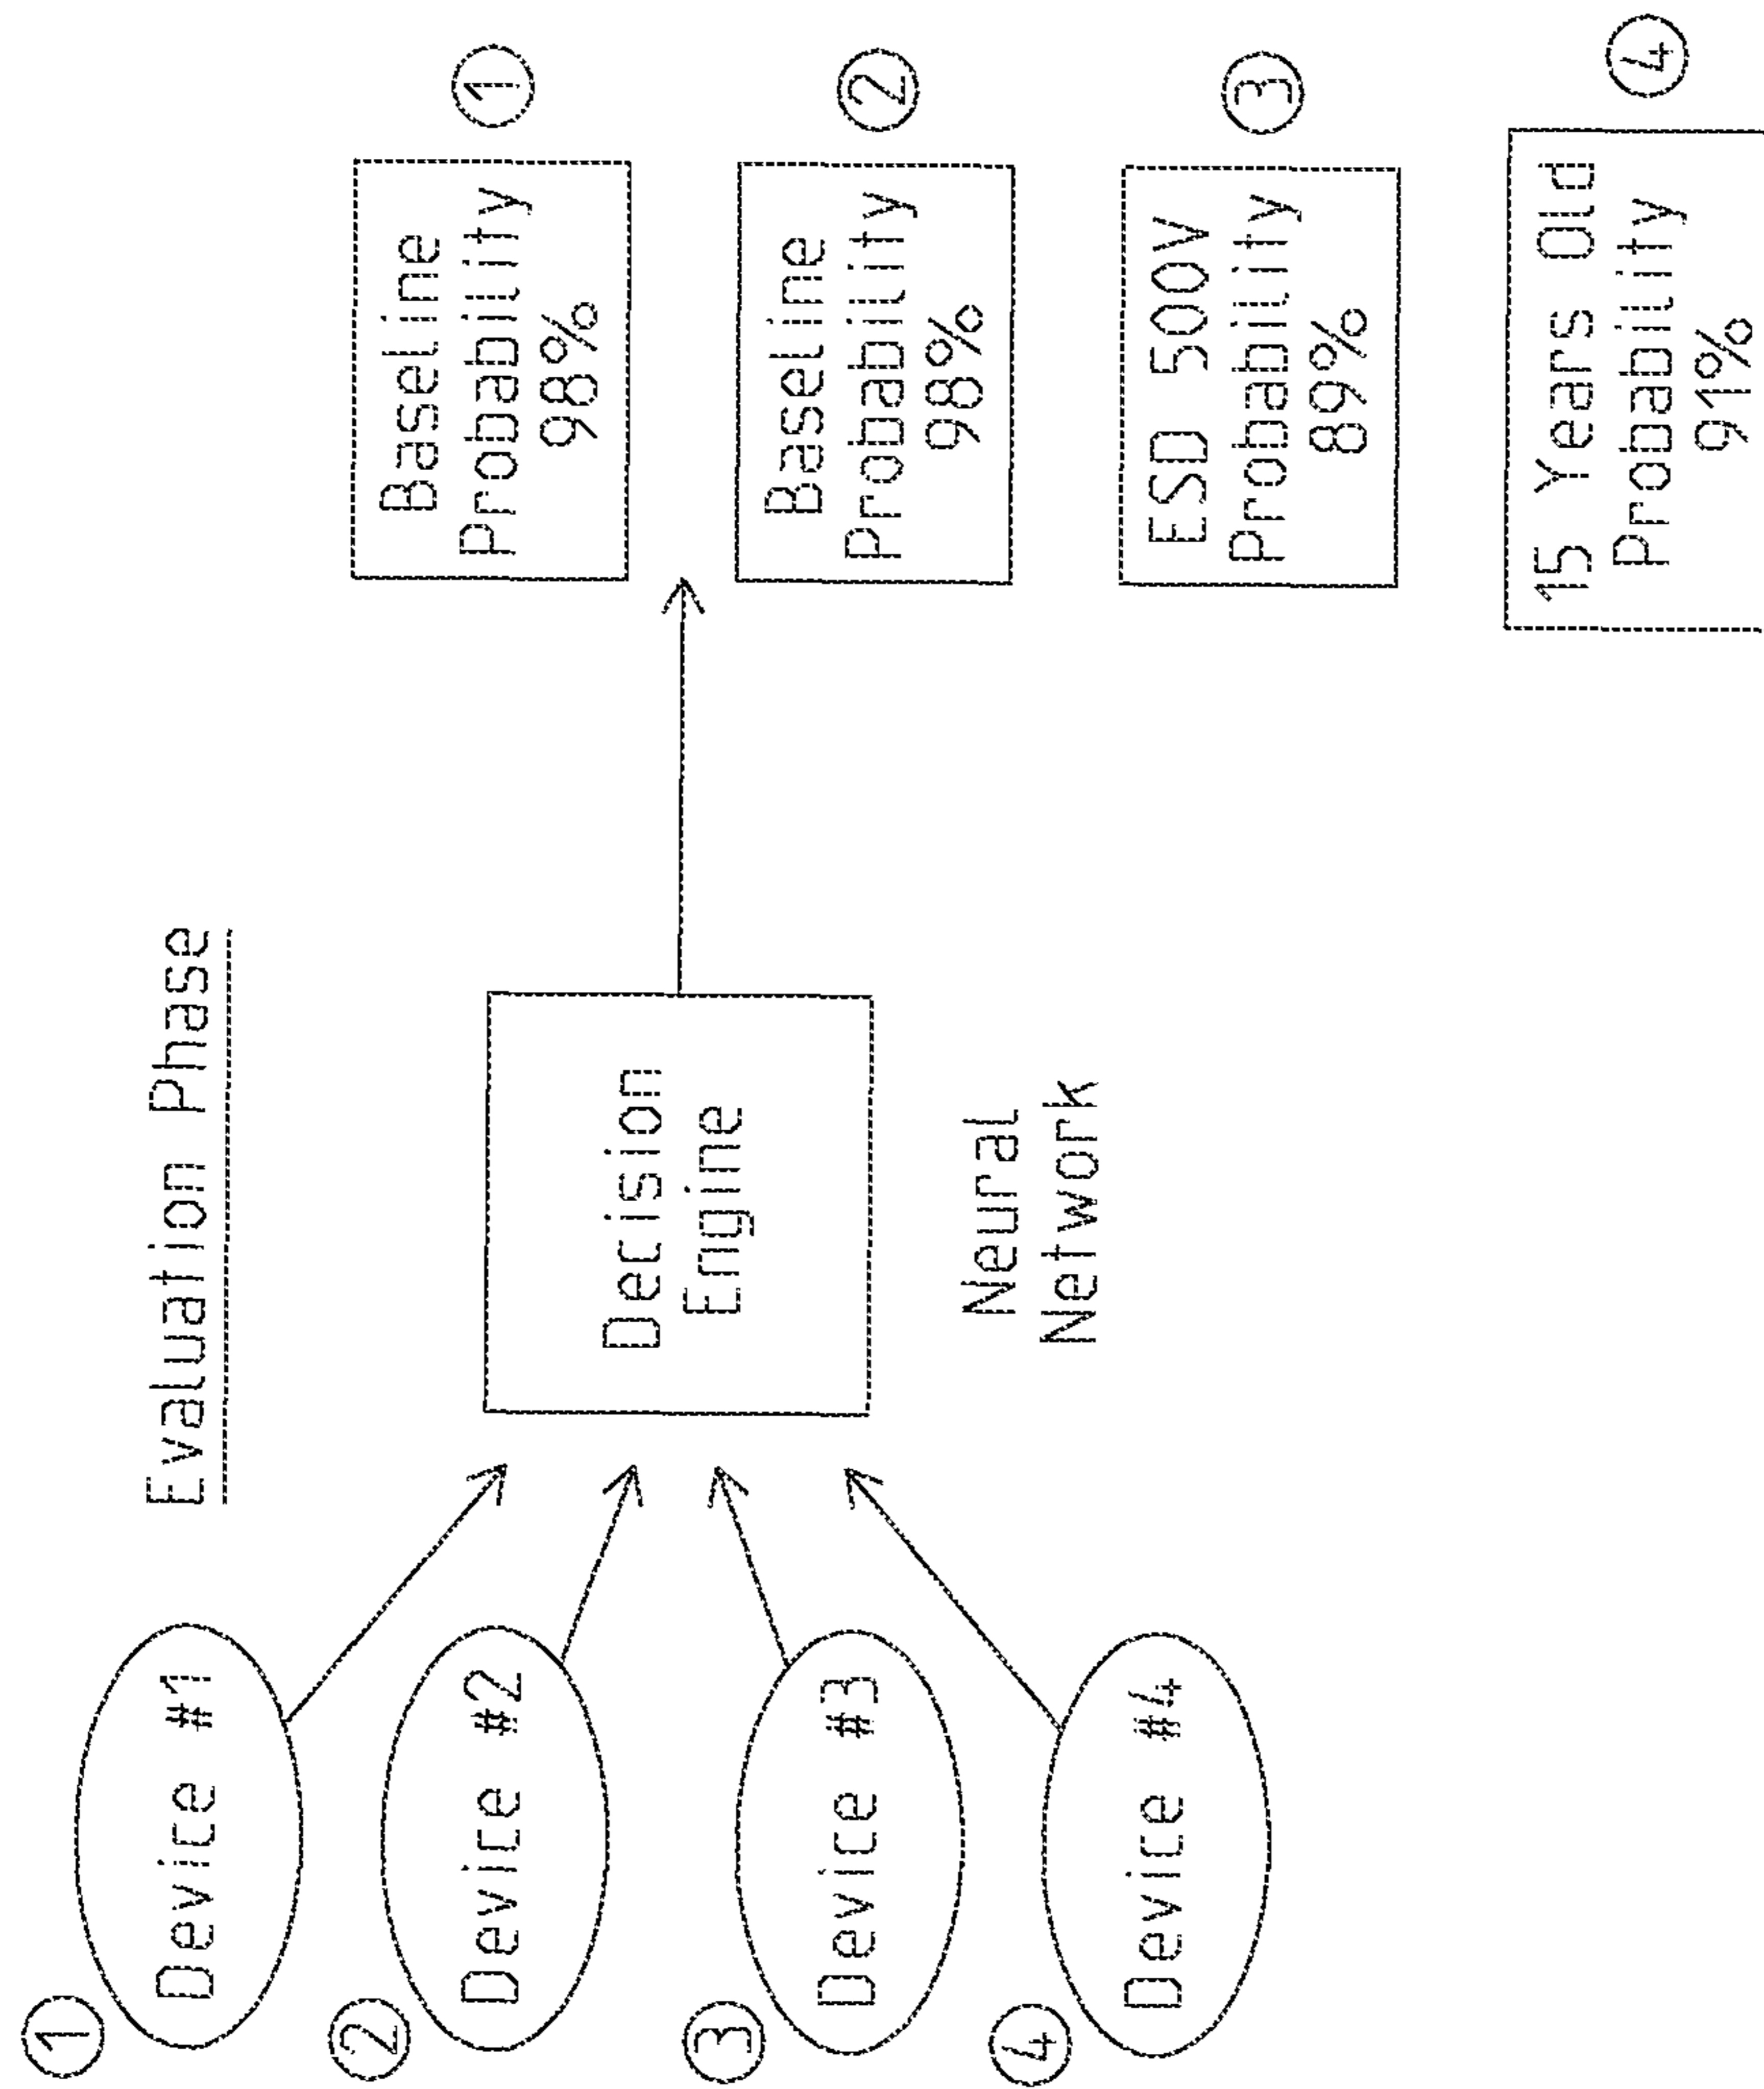 Evaluation Phase
①
Device #1
②
Device #2
③
Device #3
④
Device #4
Decision
Engine
Neural
Network
Baseline
Probability
98%
①
Baseline
Probability
98%
②
ESD 500V
Probability
89%
③
15 Years Old
Probability
91%
④